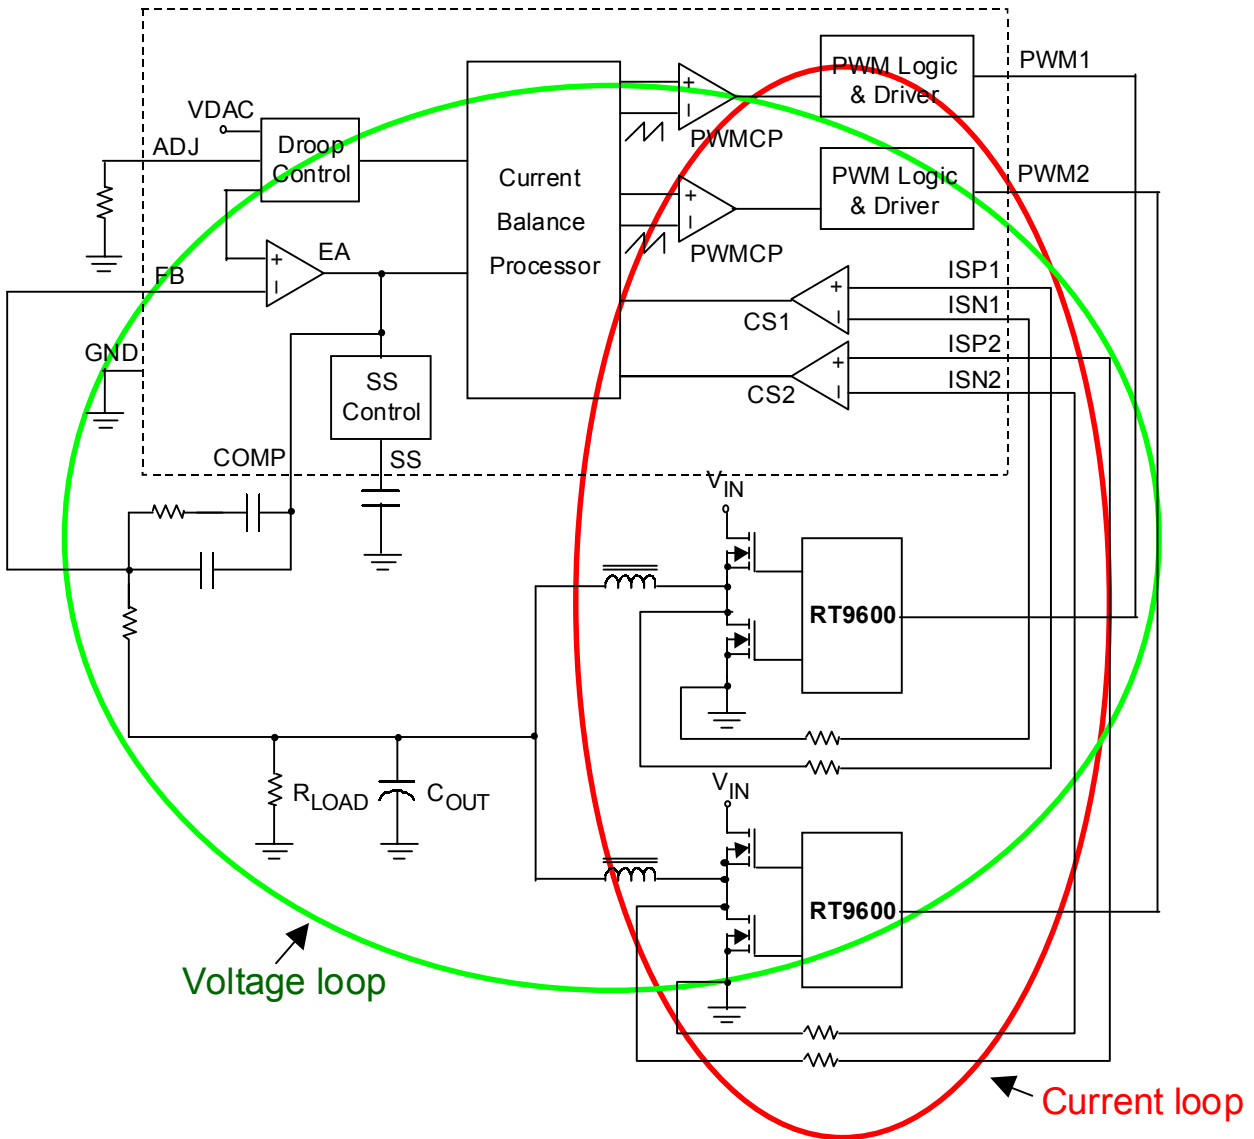 PWM Logic
& Driver
PWM1
VDAC
ADJ
Droop
Control
+
−
PWMCP
Current
Balance
Processor
PWM Logic
& Driver
PWM2
+
−
PWMCP
EA
+
−
FB
ISP1
+
ISN1
−
CS1
GND
ISP2
+
ISN2
−
CS2
SS
Control
COMP
SS
VIN
RT9600
RLOAD
COUT
VIN
RT9600
Voltage loop
Current loop